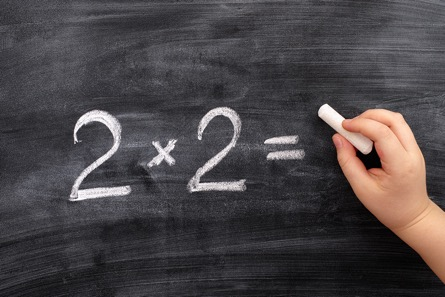 2 × 2 =